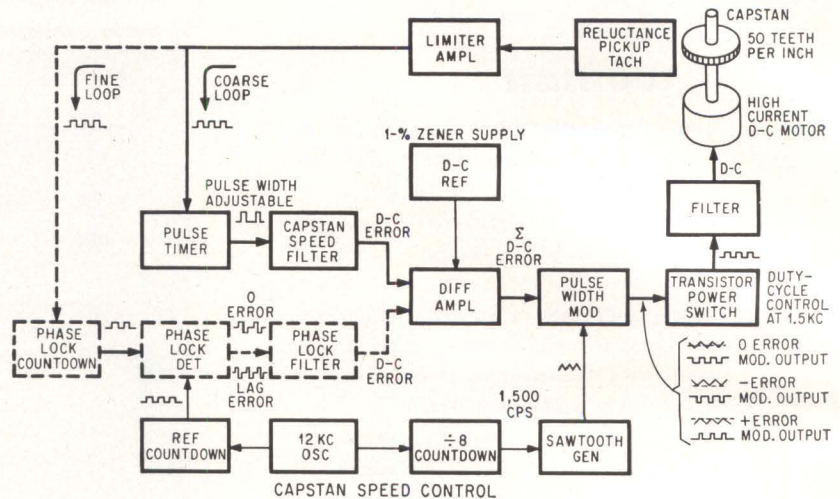 CAPSTAN
50 TEETH
PER INCH
RELUCTANCE
PICKUP
TACH
LIMITER
AMPL
FINE
LOOP
COARSE
LOOP
HIGH
CURRENT
D-C MOTOR
1-% ZENER SUPPLY
D-C
REF
D-C
FILTER
PULSE WIDTH
ADJUSTABLE
PULSE
TIMER
CAPSTAN
SPEED
FILTER
D-C
ERROR
DIFF
AMPL
Σ
D-C
ERROR
PULSE
WIDTH
MOD
TRANSISTOR
POWER
SWITCH
DUTY-
CYCLE
CONTROL
AT 1.5KC
PHASE
LOCK
COUNTDOWN
PHASE
LOCK
DET
O
ERROR
LAG
ERROR
PHASE
LOCK
FILTER
D-C
ERROR
O ERROR
MOD. OUTPUT
-ERROR
MOD. OUTPUT
+ERROR
MOD. OUTPUT
REF
COUNTDOWN
12 KC
OSC
÷8
COUNTDOWN
1,500
CPS
SAWTOOTH
GEN
CAPSTAN SPEED CONTROL